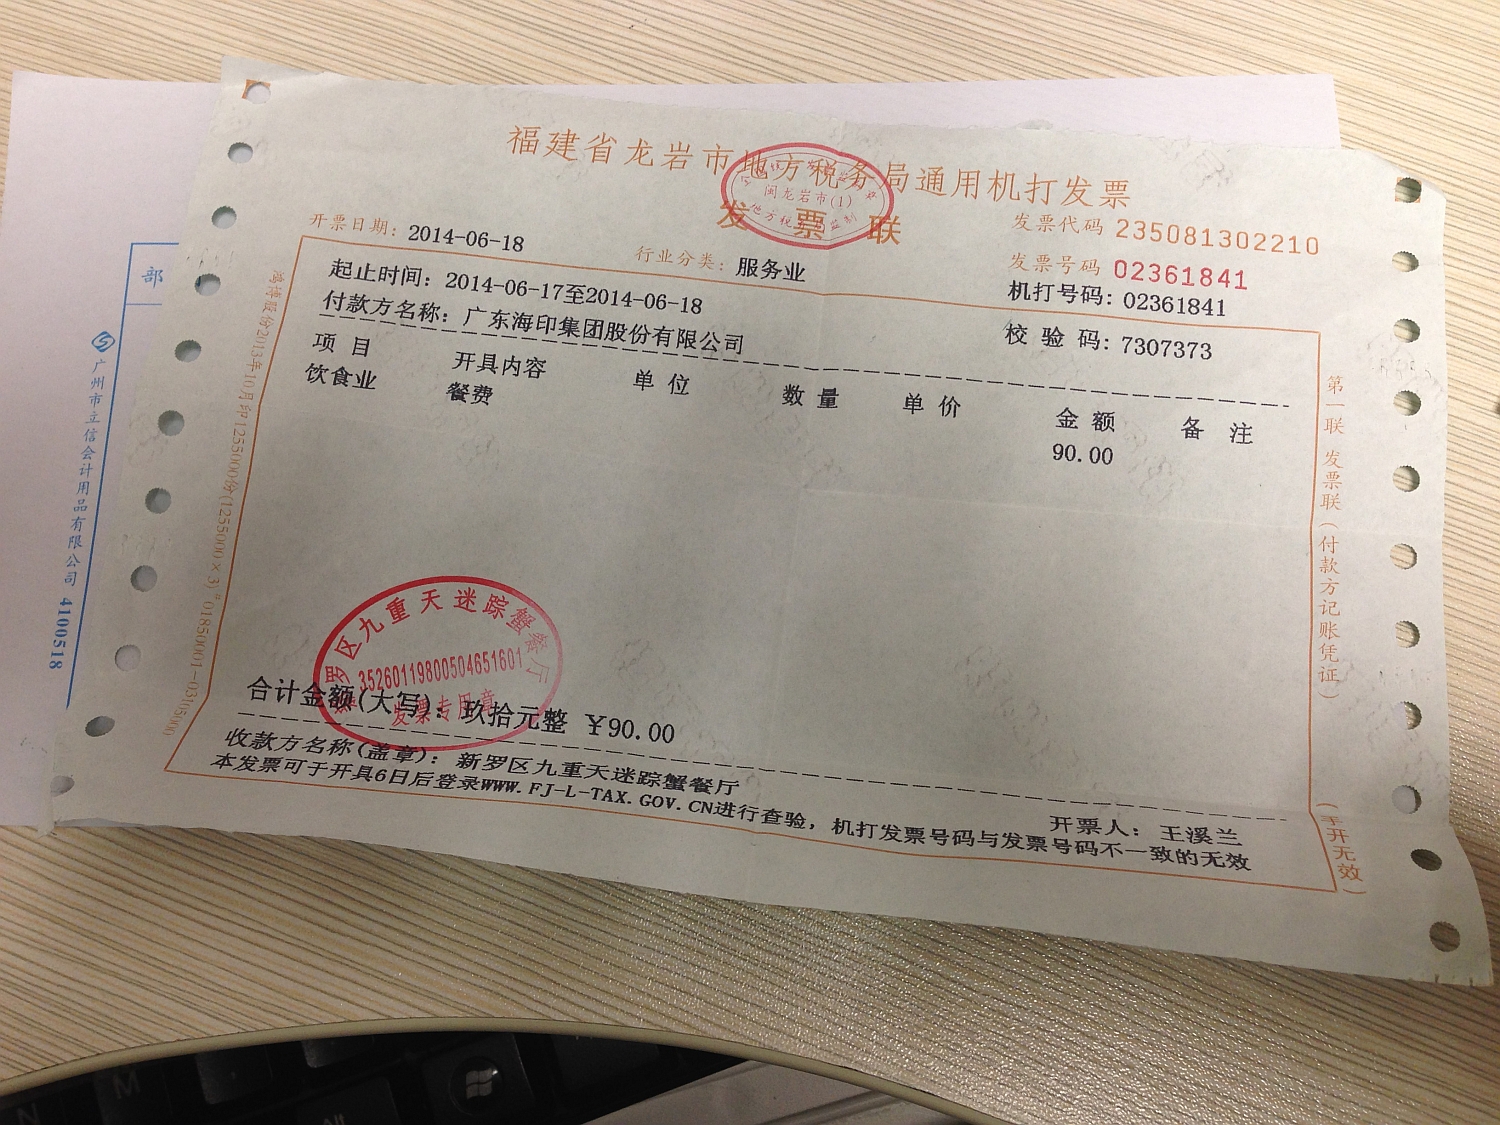 福建省龙岩市地方税务局通用机打发票
发票联
开票日期：2014-06-18
行业分类：服务业
发票代码 235081302210
发票号码 02361841
机打号码：02361841
起止时间：2014-06-17至2014-06-18
付款方名称：广东海印集团股份有限公司
校验码：7307373
项目 开具内容 单位 数量 单价 金额 备注
饮食业 餐费 90.00
闽龙岩市(1)
罗区九重天迷踪蟹餐厅
35260119800504651601
发票专用章
合计金额(大写)：玖拾元整 ￥90.00
收款方名称(盖章)：新罗区九重天迷踪蟹餐厅
开票人：王溪兰
本发票可于开具6日后登录WWW.FJ-L-TAX.GOV.CN进行查验，机打发票号码与发票号码不一致的无效
第一联 发票联（付款方记账凭证）
（手开无效）
鸿博股份2013年10月印1255000份(1255000×3)"01850001-03105000
部
广州市立信会计用品有限公司 4100518
M
N
Alt